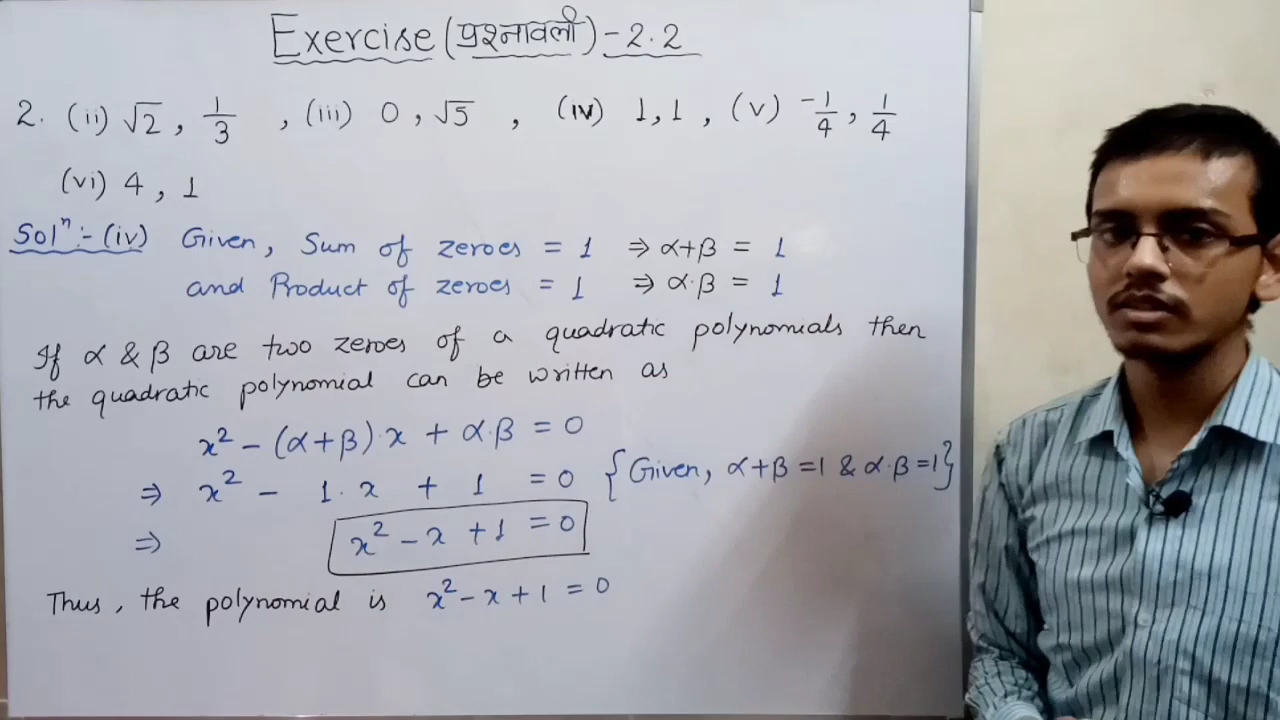 Exercise (प्रश्नावली) - 2.2
2. (ii) √2, 1/3 , (iii) 0, √5 , (iv) 1, 1 , (v) -1/4, 1/4
(vi) 4, 1
Solⁿ:- (iv) Given, Sum of zeroes = 1 ⇒ α+β = 1
and Product of zeroes = 1 ⇒ α·β = 1
If α & β are two zeroes of a quadratic polynomials then
the quadratic polynomial can be written as
x² - (α+β)·x + α·β = 0
⇒ x² - 1·x + 1 = 0 {Given, α+β =1 & α·β =1}
⇒ x² - x + 1 = 0
Thus, the polynomial is x² - x + 1 = 0